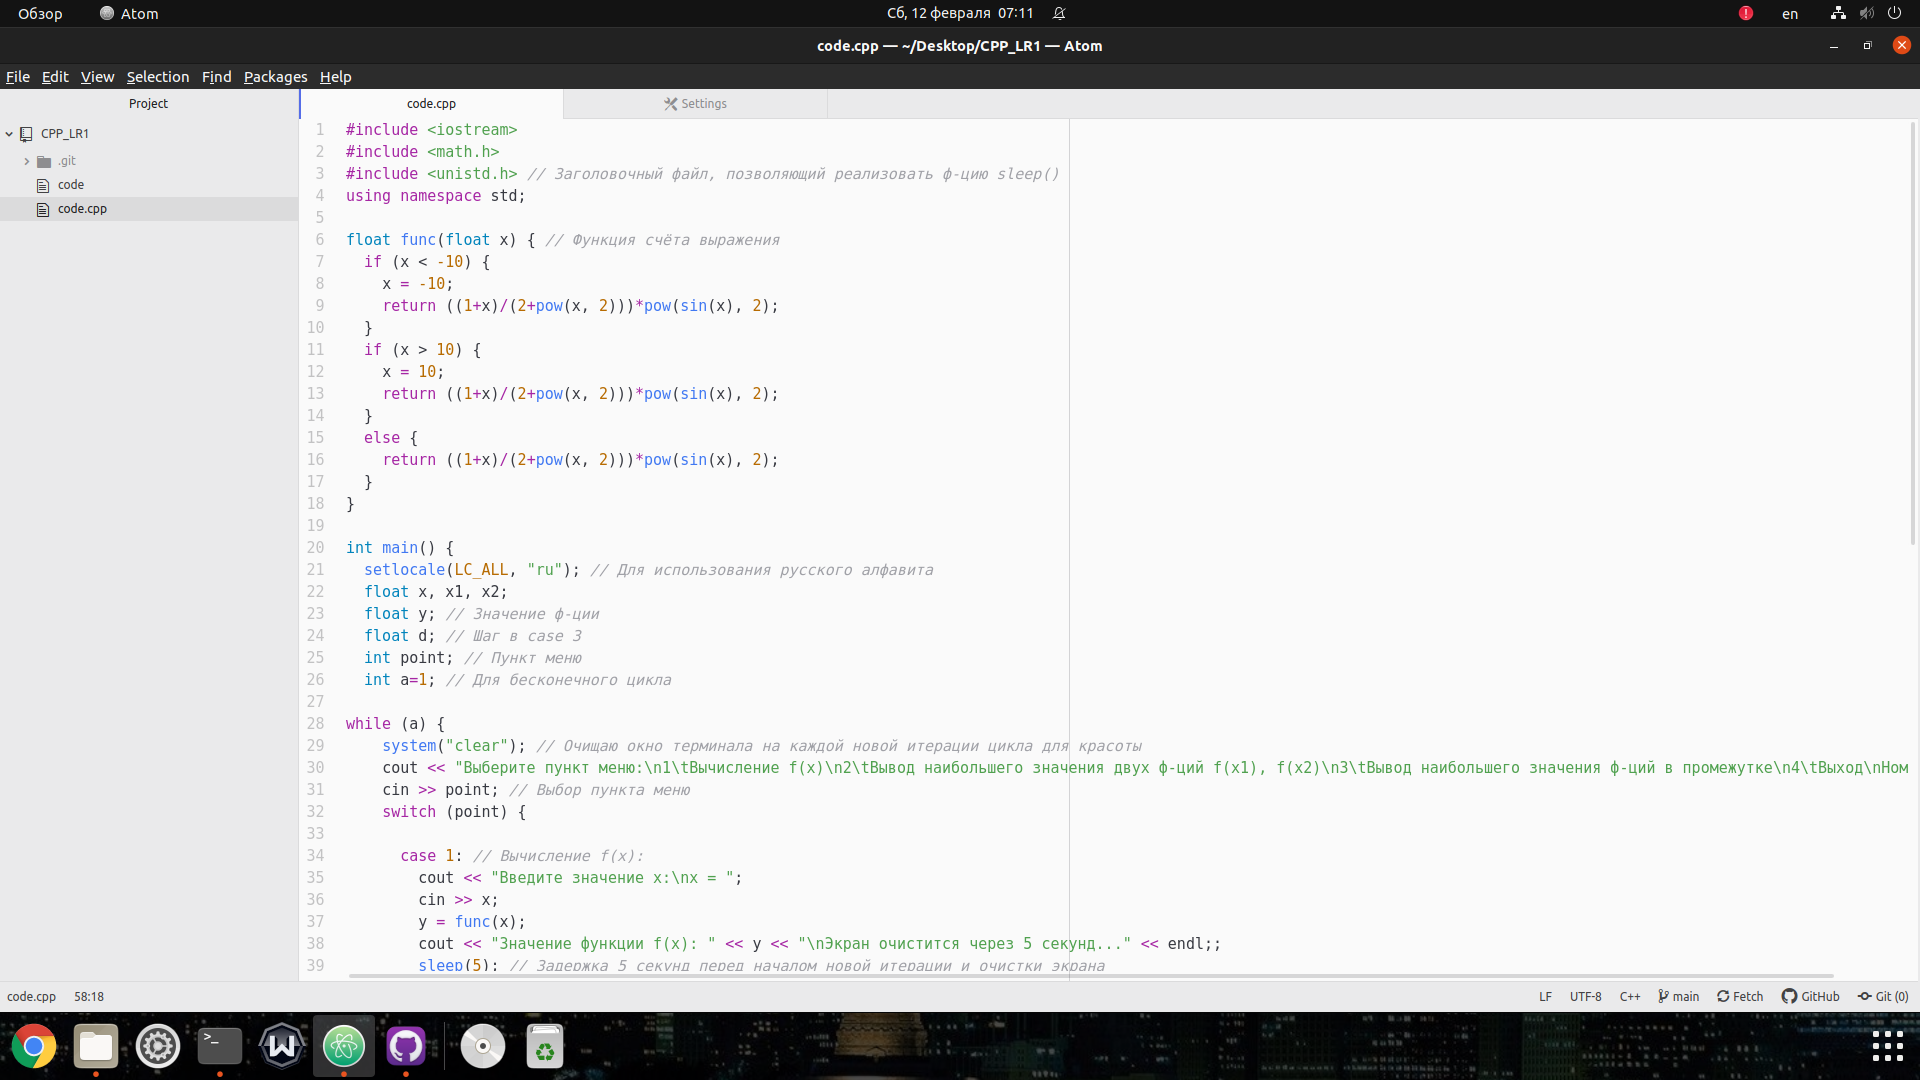 Обзор
Atom
Сб, 12 февраля 07:11
en
code.cpp — ~/Desktop/CPP_LR1 — Atom
File Edit View Selection Find Packages Help
Project
code.cpp
Settings
CPP_LR1
.git
code
code.cpp
1 #include <iostream>
2 #include <math.h>
3 #include <unistd.h> // Заголовочный файл, позволяющий реализовать ф-цию sleep()
4 using namespace std;
5
6 float func(float x) { // Функция счёта выражения
7   if (x < -10) {
8     x = -10;
9     return ((1+x)/(2+pow(x, 2)))*pow(sin(x), 2);
10   }
11   if (x > 10) {
12     x = 10;
13     return ((1+x)/(2+pow(x, 2)))*pow(sin(x), 2);
14   }
15   else {
16     return ((1+x)/(2+pow(x, 2)))*pow(sin(x), 2);
17   }
18 }
19
20 int main() {
21   setlocale(LC_ALL, "ru"); // Для использования русского алфавита
22   float x, x1, x2;
23   float y; // Значение ф-ции
24   float d; // Шаг в case 3
25   int point; // Пункт меню
26   int a=1; // Для бесконечного цикла
27
28 while (a) {
29     system("clear"); // Очищаю окно терминала на каждой новой итерации цикла для красоты
30     cout << "Выберите пункт меню:\n1\tВычисление f(x)\n2\tВывод наибольшего значения двух ф-ций f(x1), f(x2)\n3\tВывод наибольшего значения ф-ций в промежутке\n4\tВыход\nНом
31     cin >> point; // Выбор пункта меню
32     switch (point) {
33
34       case 1: // Вычисление f(x):
35         cout << "Введите значение x:\nx = ";
36         cin >> x;
37         y = func(x);
38         cout << "Значение функции f(x): " << y << "\nЭкран очистится через 5 секунд..." << endl;;
39         sleep(5); // Задержка 5 секунд перед началом новой итерации и очистки экрана
code.cpp 58:18
LF UTF-8 C++ main Fetch GitHub Git (0)